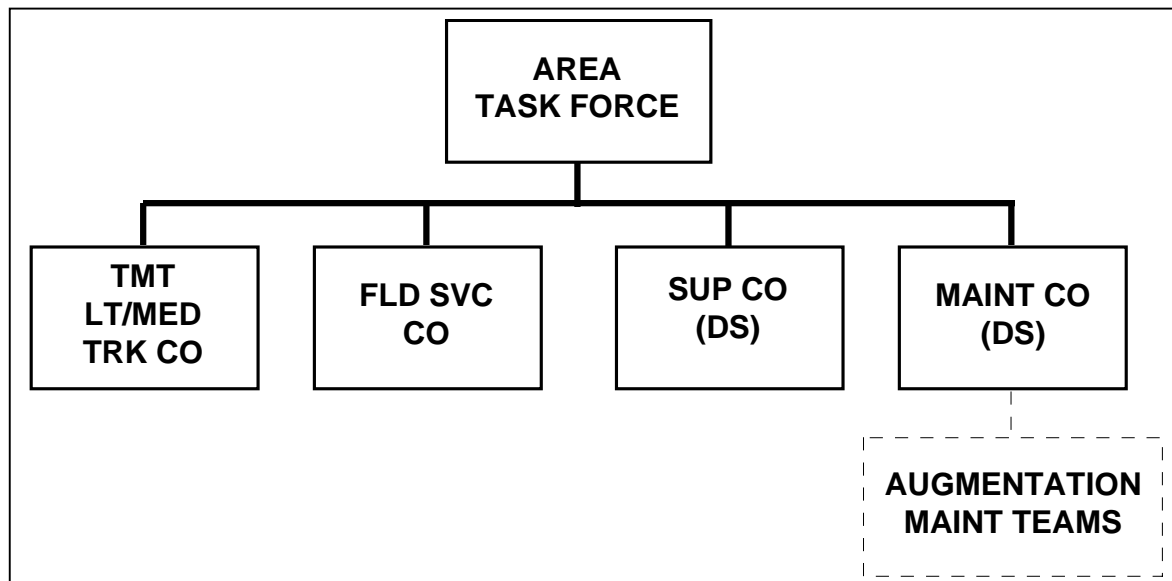 AREA
TASK FORCE
TMT
LT/MED
TRK CO
FLD SVC
CO
SUP CO
(DS)
MAINT CO
(DS)
AUGMENTATION
MAINT TEAMS